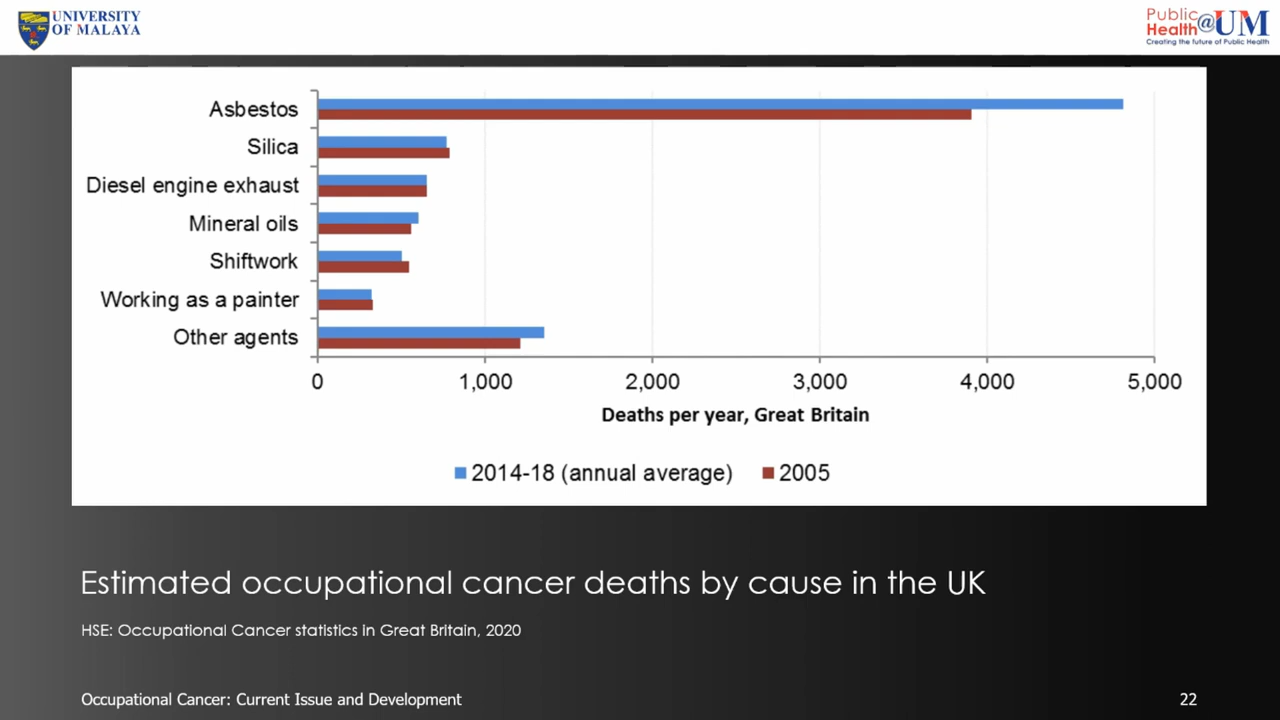 UNIVERSITY
OF MALAYA
Public
Health@UM
Creating the future of Public Health
Asbestos
Silica
Diesel engine exhaust
Mineral oils
Shiftwork
Working as a painter
Other agents
0 1,000 2,000 3,000 4,000 5,000
Deaths per year, Great Britain
2014-18 (annual average) 2005
Estimated occupational cancer deaths by cause in the UK
HSE: Occupational Cancer statistics in Great Britain, 2020
Occupational Cancer: Current Issue and Development 22